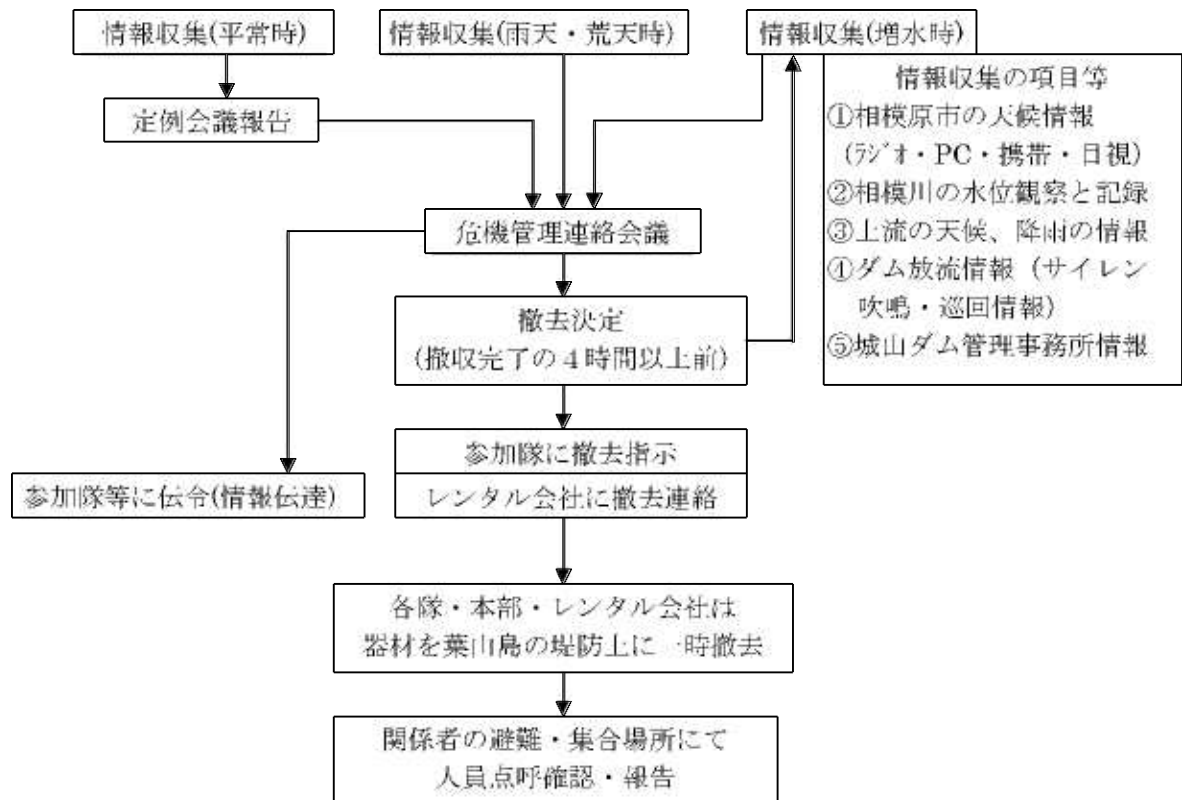 情報収集(平常時)
情報収集(雨天・荒天時)
情報収集(増水時)
定例会議報告
情報収集の項目等
①相模原市の天候情報
(ﾗｼﾞｵ・PC・携帯・目視)
②相模川の水位観察と記録
③上流の天候、降雨の情報
④ダム放流情報（サイレン
吹鳴・巡回情報）
⑤城山ダム管理事務所情報
危機管理連絡会議
撤去決定
(撤収完了の４時間以上前)
参加隊に撤去指示
レンタル会社に撤去連絡
参加隊等に伝令(情報伝達)
各隊・本部・レンタル会社は
器材を葉山島の堤防上に一時撤去
関係者の避難・集合場所にて
人員点呼確認・報告